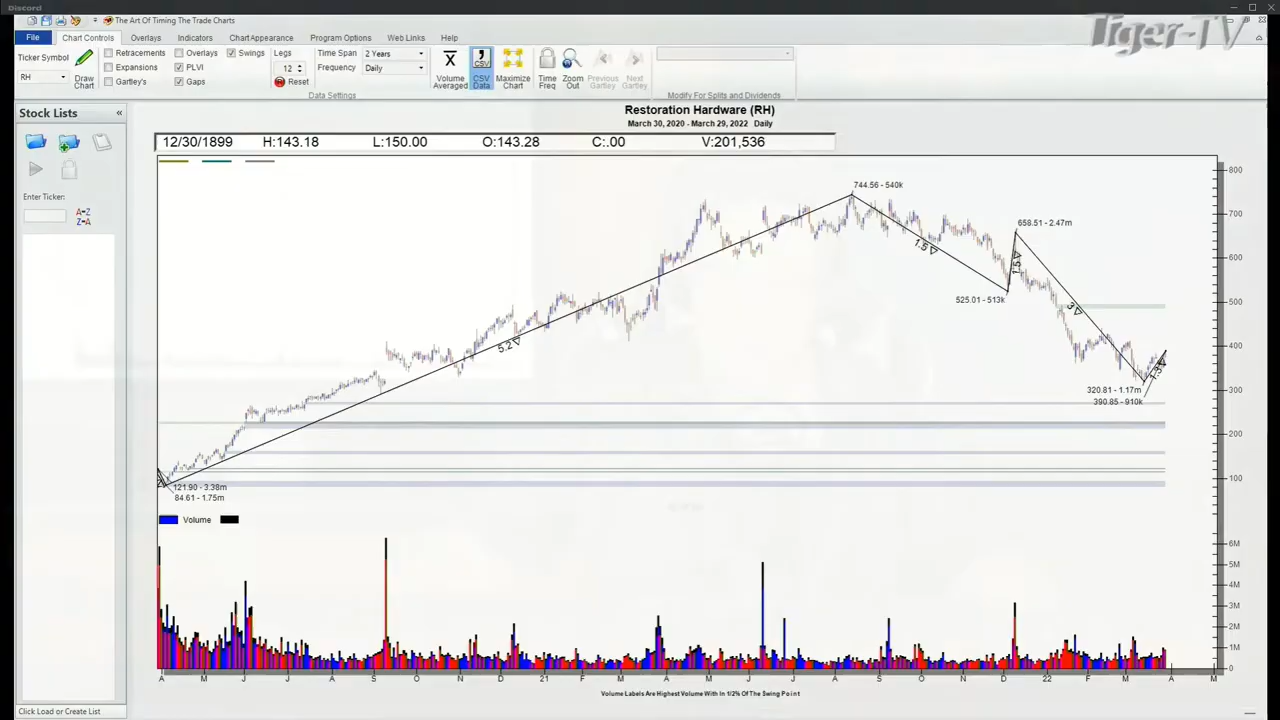 Discord
The Art Of Timing The Trade Charts
Tiger-TV
File Chart Controls Overlays Indicators Chart Appearance Program Options Web Links Help
Ticker Symbol
RH
Draw Chart
Retracements Overlays Swings Legs
Expansions PLVI 12
Gartley's Gaps Reset
Time Span 2 Years
Frequency Daily
Data Settings
Volume Averaged
CSV
CSV Data
Maximize Chart
Time Freq
Zoom Out
Previous Gartley
Next Gartley
Modify For Splits and Dividends
Stock Lists «
Enter Ticker:
A-Z
Z-A
Click Load or Create List
Restoration Hardware (RH)
March 30, 2020 - March 29, 2022 Daily
12/30/1899 H:143.18 L:150.00 O:143.28 C:.00 V:201,536
744.56 - 540k
658.51 - 2.47m
525.01 - 513k
320.81 - 1.17m
390.85 - 910k
121.90 - 3.38m
84.61 - 1.75m
5.2
1.5
1.5
3
1.3
800
700
600
500
400
300
200
100
Volume
6M
5M
4M
3M
2M
1M
0
A M J J A S O N D 21 F M A M J J A S O N D 22 F M A M
Volume Labels Are Highest Volume With In 1/2% Of The Swing Point